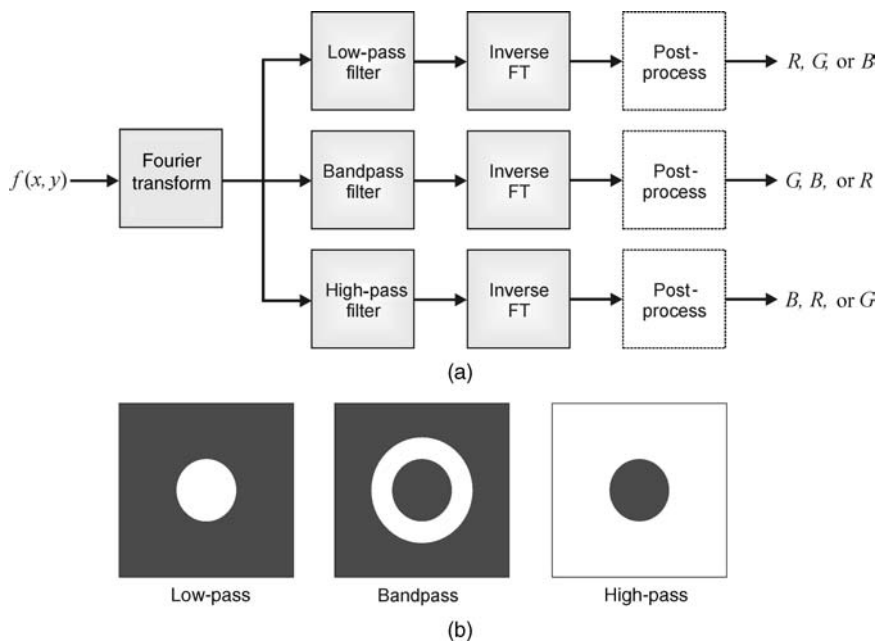 Low-pass
filter
Inverse
FT
Post-
process
R, G, or B
f (x, y)
Fourier
transform
Bandpass
filter
Inverse
FT
Post-
process
G, B, or R
High-pass
filter
Inverse
FT
Post-
process
B, R, or G
(a)
Low-pass
Bandpass
High-pass
(b)